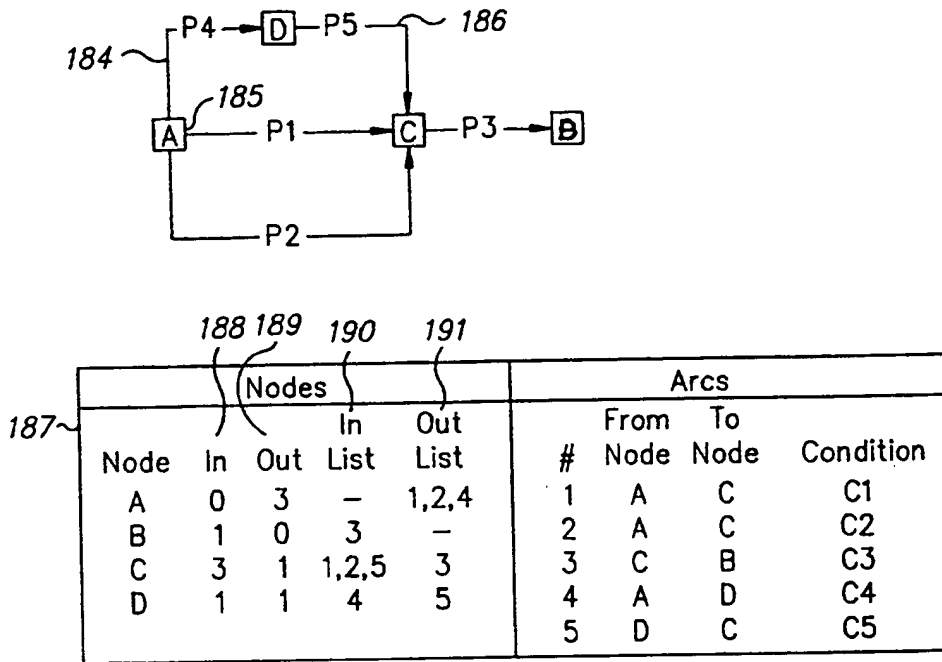 P4 D P5 186
184
185
A P1 C P3 B
P2
188 189 190 191
Nodes Arcs
187
In Out From To
Node In Out List List # Node Node Condition
A 0 3 – 1,2,4 1 A C C1
B 1 0 3 – 2 A C C2
C 3 1 1,2,5 3 3 C B C3
D 1 1 4 5 4 A D C4
5 D C C5